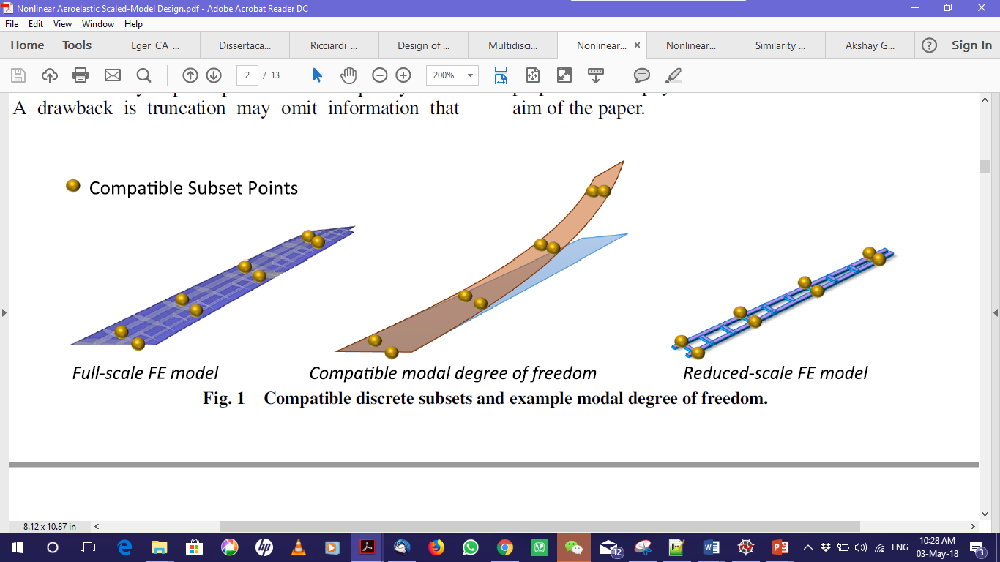 Nonlinear Aeroelastic Scaled-Model Design.pdf - Adobe Acrobat Reader DC
File Edit View Window Help
Home Tools Eger_CA_... Dissertaca... Ricciardi_... Design of ... Multidisci... Nonlinear... × Nonlinear... Similarity ... Akshay G... ? Sign In
2 / 13 200%
A drawback is truncation may omit information that
aim of the paper.
Compatible Subset Points
Full-scale FE model
Compatible modal degree of freedom
Reduced-scale FE model
Fig. 1 Compatible discrete subsets and example modal degree of freedom.
8.12 x 10.87 in
hp 12 W P ENG 10:28 AM
03-May-18 3